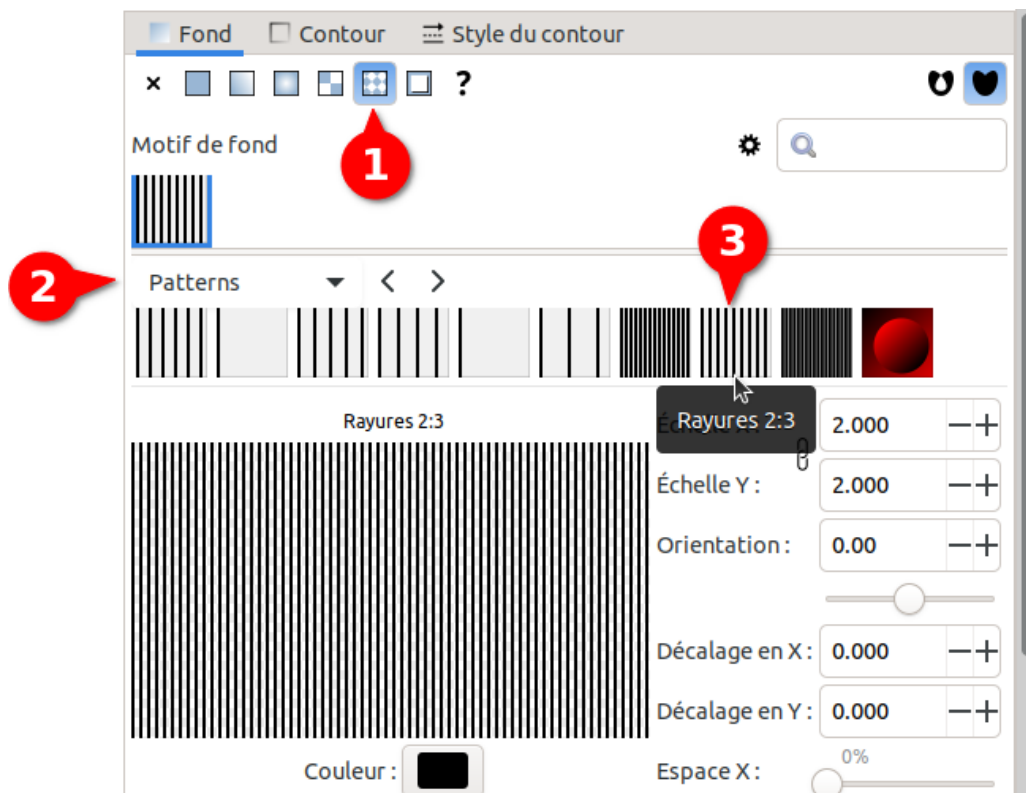 Fond Contour Style du contour
?
1
Motif de fond
3
2
Patterns
Rayures 2:3
Rayures 2:3
2.000
Échelle Y : 2.000
Orientation : 0.00
Décalage en X : 0.000
Décalage en Y : 0.000
Couleur :
Espace X : 0%